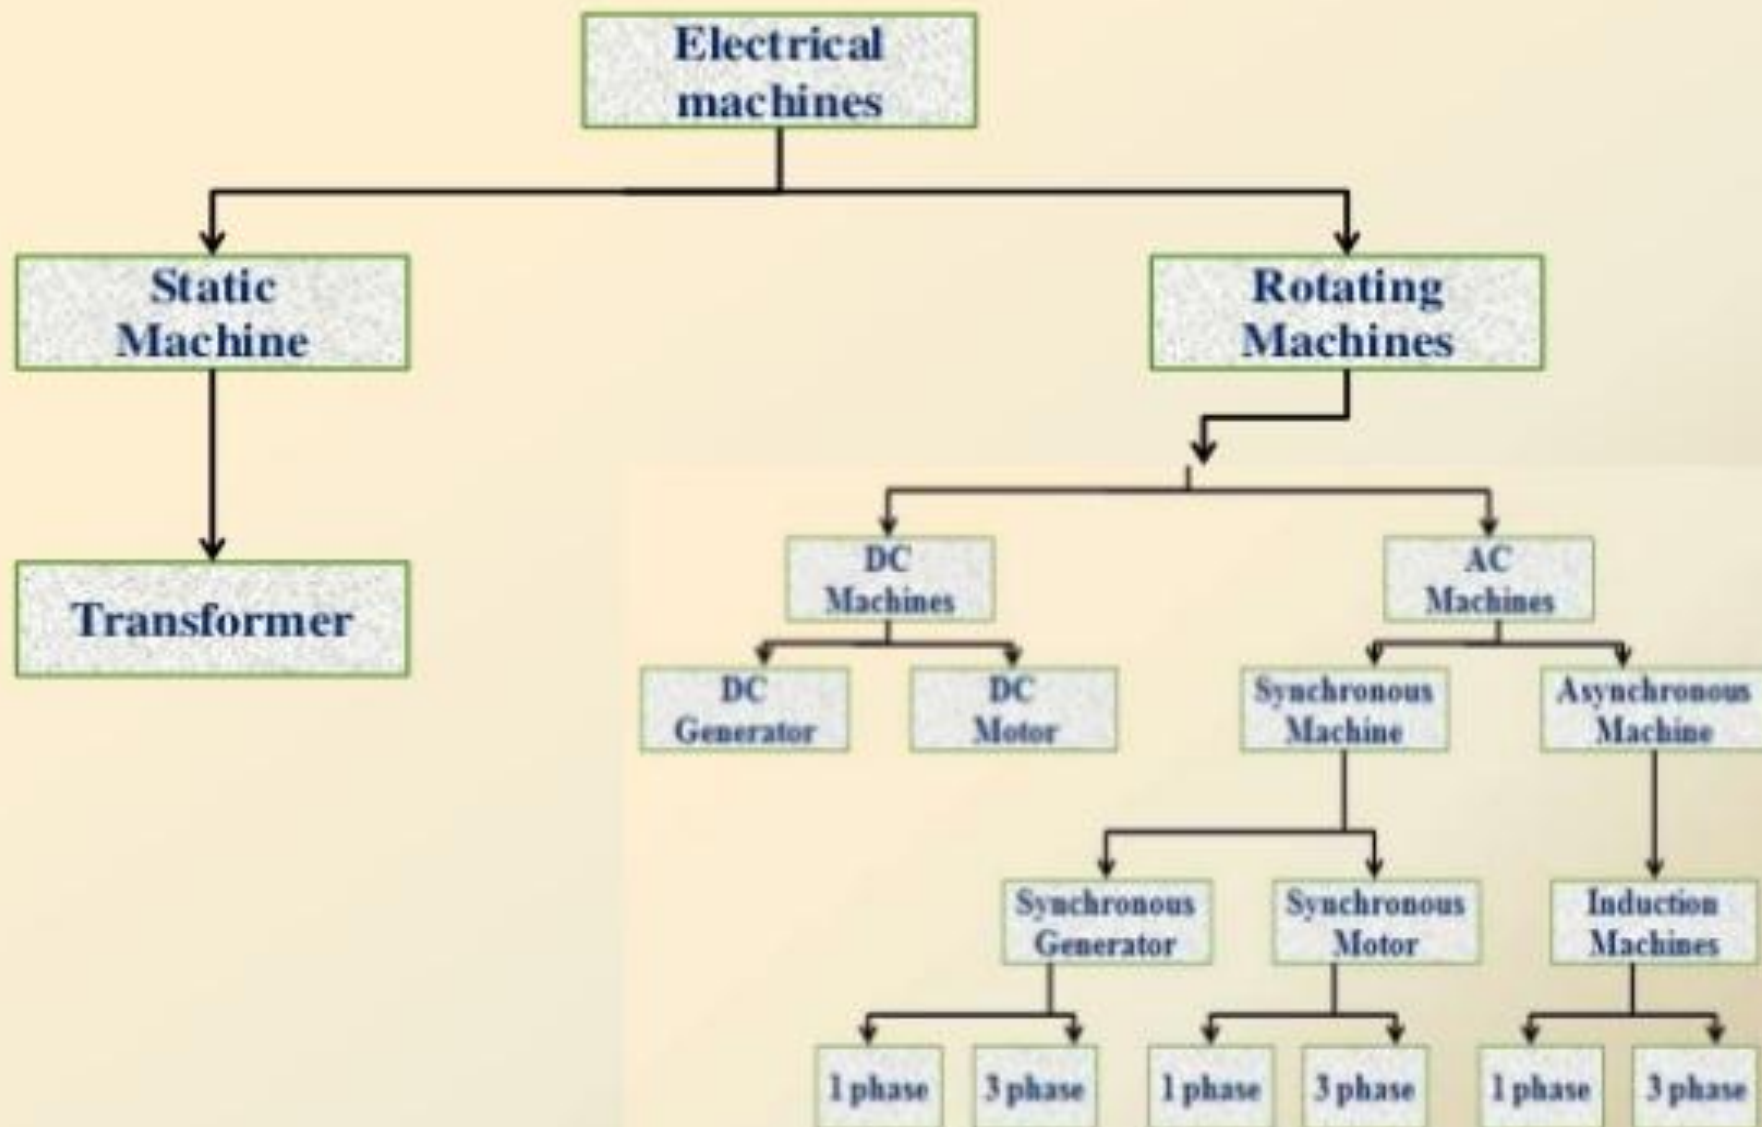 Electrical
machines
Static
Machine
Rotating
Machines
Transformer
DC
Machines
AC
Machines
DC
Generator
DC
Motor
Synchronous
Machine
Asynchronous
Machine
Synchronous
Generator
Synchronous
Motor
Induction
Machines
1 phase
3 phase
1 phase
3 phase
1 phase
3 phase